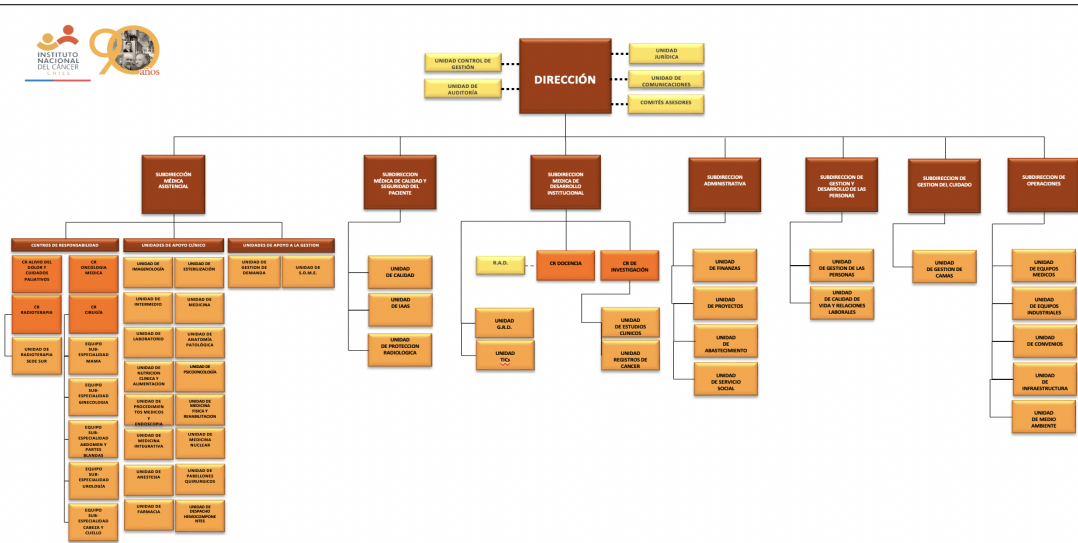 INSTITUTO
NACIONAL
DEL CÁNCER
CHILE
90
años
DIRECCIÓN
UNIDAD CONTROL DE
GESTIÓN
UNIDAD DE
AUDITORÍA
UNIDAD
JURÍDICA
UNIDAD DE
COMUNICACIONES
COMITÉS ASESORES
SUBDIRECCIÓN
MÉDICA
ASISTENCIAL
SUBDIRECCION
MÉDICA DE CALIDAD Y
SEGURIDAD DEL
PACIENTE
SUBDIRECCION
MEDICA DE
DESARROLLO
INSTITUCIONAL
SUBDIRECCION
ADMINISTRATIVA
SUBDIRECCION DE
GESTION Y
DESARROLLO DE LAS
PERSONAS
SUBDIRECCION DE
GESTION DEL CUIDADO
SUBDIRECCION DE
OPERACIONES
CENTROS DE RESPONSABILIDAD
CR ALIVIO DEL
DOLOR Y
CUIDADOS
PALIATIVOS
CR
ONCOLOGIA
MEDICA
CR
RADIOTERAPIA
CR
CIRUGÍA
UNIDAD DE
RADIOTERAPIA
SEDE SUR
EQUIPO
SUB-
ESPECIALIDAD
MAMA
EQUIPO
SUB-
ESPECIALIDAD
GINECOLOGIA
EQUIPO
SUB-
ESPECIALIDAD
ABDOMEN Y
PARTES
BLANDAS
EQUIPO
SUB-
ESPECIALIDAD
UROLOGÍA
EQUIPO
SUB-
ESPECIALIDAD
CABEZA Y
CUELLO
UNIDADES DE APOYO CLÍNICO
UNIDAD DE
IMAGENOLOGÍA
UNIDAD DE
ESTERILIZACIÓN
UNIDAD DE
INTERMEDIO
UNIDAD DE
MEDICINA
UNIDAD DE
LABORATORIO
UNIDAD DE
ANATOMÍA
PATOLÓGICA
UNIDAD DE
NUTRICION
CLINICA Y
ALIMENTACION
UNIDAD DE
PSICOONCOLOGÍA
UNIDAD DE
PROCEDIMIEN
TOS MEDICOS
Y
ENDOSCOPIA
UNIDAD DE
MEDICINA
FISICA Y
REHABILITACION
UNIDAD DE
MEDICINA
INTEGRATIVA
UNIDAD DE
MEDICINA
NUCLEAR
UNIDAD DE
ANESTESIA
UNIDAD DE
PABELLONES
QUIRURGICOS
UNIDAD DE
FARMACIA
UNIDAD DE
DESPACHO
HEMOCOMPONE
NTES
UNIDADES DE APOYO A LA GESTION
UNIDAD DE
GESTION DE
DEMANDA
UNIDAD DE
S.O.M.E.
UNIDAD
DE CALIDAD
UNIDAD
DE IAAS
UNIDAD
DE PROTECCION
RADIOLOGICA
R.A.D.
CR DOCENCIA
CR DE
INVESTIGACIÓN
UNIDAD
G.R.D.
UNIDAD
TICs
UNIDAD
DE ESTUDIOS
CLINICOS
UNIDAD
REGISTROS DE
CANCER
UNIDAD
DE FINANZAS
UNIDAD
DE PROYECTOS
UNIDAD
DE
ABASTECIMIENTO
UNIDAD
DE SERVICIO
SOCIAL
UNIDAD
DE GESTION DE LAS
PERSONAS
UNIDAD
DE CALIDAD DE
VIDA Y RELACIONES
LABORALES
UNIDAD
DE GESTION DE
CAMAS
UNIDAD
DE EQUIPOS
MEDICOS
UNIDAD
DE EQUIPOS
INDUSTRIALES
UNIDAD
DE CONVENIOS
UNIDAD
DE
INFRAESTRUCTURA
UNIDAD
DE MEDIO
AMBIENTE